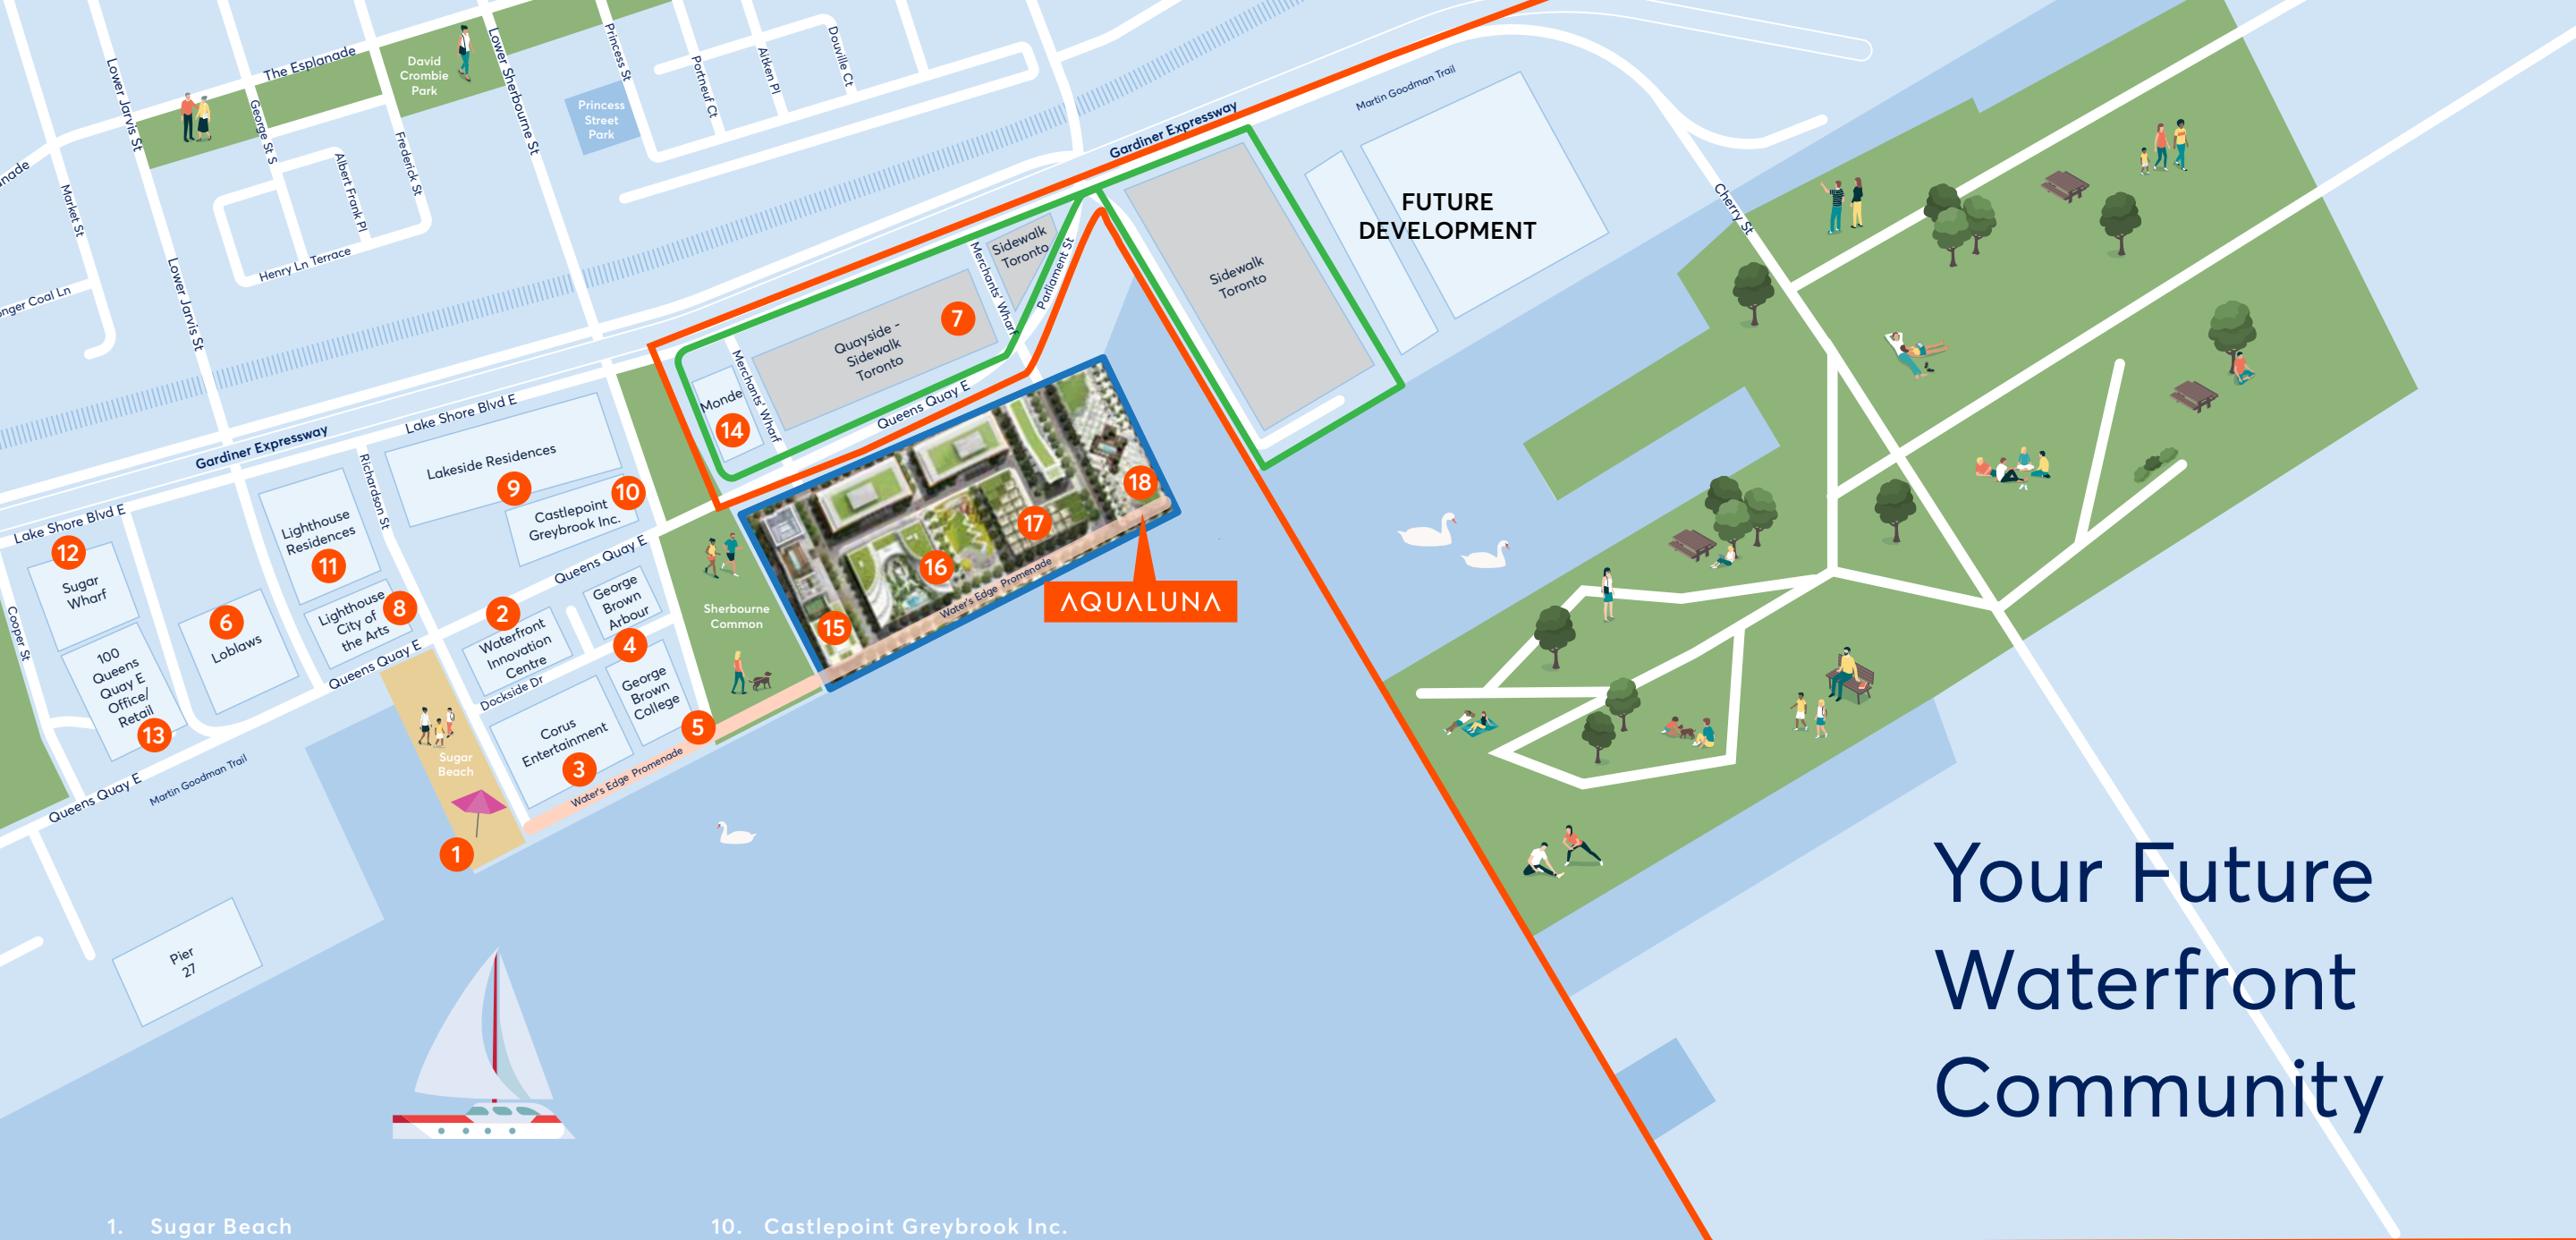 The Esplanade
David
Crombie
Park
Lower Jarvis St
George St S
Frederick St
Albert Frank Pl
Henry Ln Terrace
Market St
nade
onger Coal Ln
Lower Jarvis St
Lower Sherbourne St
Princess St
Princess
Street
Park
Portneuf Ct
Aitken Pl
Douville Ct
Gardiner Expressway
Martin Goodman Trail
FUTURE
DEVELOPMENT
Cherry St
Sidewalk
Toronto
Sidewalk
Toronto
Parliament St
Merchants' Wharf
7
Quayside -
Sidewalk
Toronto
Merchants' Wharf
Monde
14
Queens Quay E
Gardiner Expressway
Lake Shore Blvd E
Lake Shore Blvd E
Richardson St
Lakeside Residences
9
10
Castlepoint
Greybrook Inc.
Lighthouse
Residences
11
12
Sugar
Wharf
Cooper St
100
Queens
Quay E
Office/
Retail
13
6
Loblaws
Lighthouse
City of
the Arts
8
Queens Quay E
Queens Quay E
2
Waterfront
Innovation
Centre
George
Brown
Arbour
4
Dockside Dr
George
Brown
College
5
Corus
Entertainment
3
Water's Edge Promenade
Sherbourne
Common
15
16
17
18
Water's Edge Promenade
AQUALUNA
Sugar
Beach
1
Queens Quay E
Martin Goodman Trail
Pier
27
Your Future
Waterfront
Community
1. Sugar Beach
10. Castlepoint Greybrook Inc.